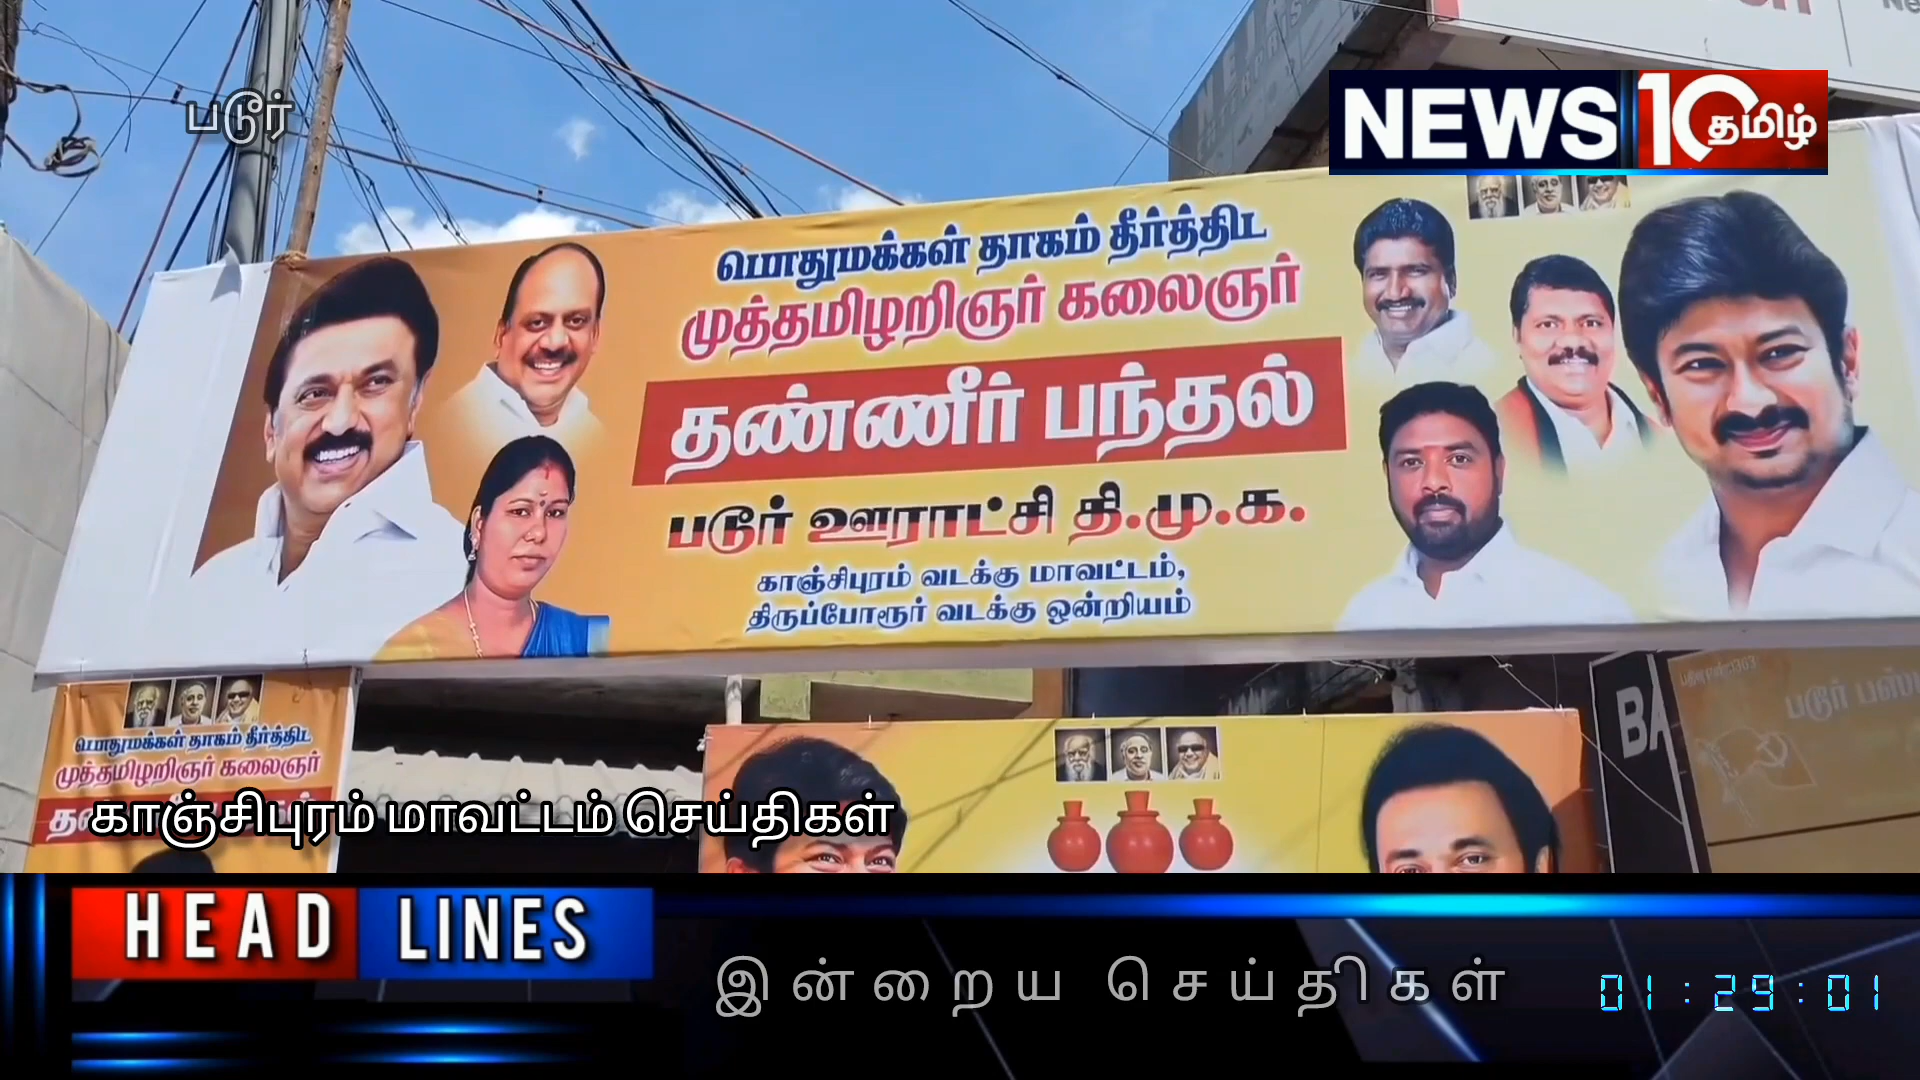 படூர்
NEWS 10 தமிழ்
பொதுமக்கள் தாகம் தீர்த்திட
முத்தமிழறிஞர் கலைஞர்
தண்ணீர் பந்தல்
படூர் ஊராட்சி தி.மு.க.
காஞ்சிபுரம் வடக்கு மாவட்டம்,
திருப்போரூர் வடக்கு ஒன்றியம்
பொதுமக்கள் தாகம் தீர்த்திட
முத்தமிழறிஞர் கலைஞர்
காஞ்சிபுரம் மாவட்டம் செய்திகள்
BA
படூர்
HEAD LINES
இன்றைய செய்திகள்
01:29:01